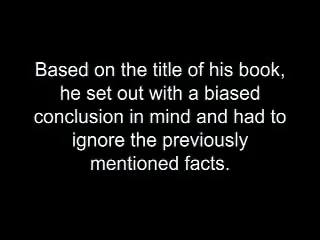 Based on the title of his book,
he set out with a biased
conclusion in mind and had to
ignore the previously
mentioned facts.